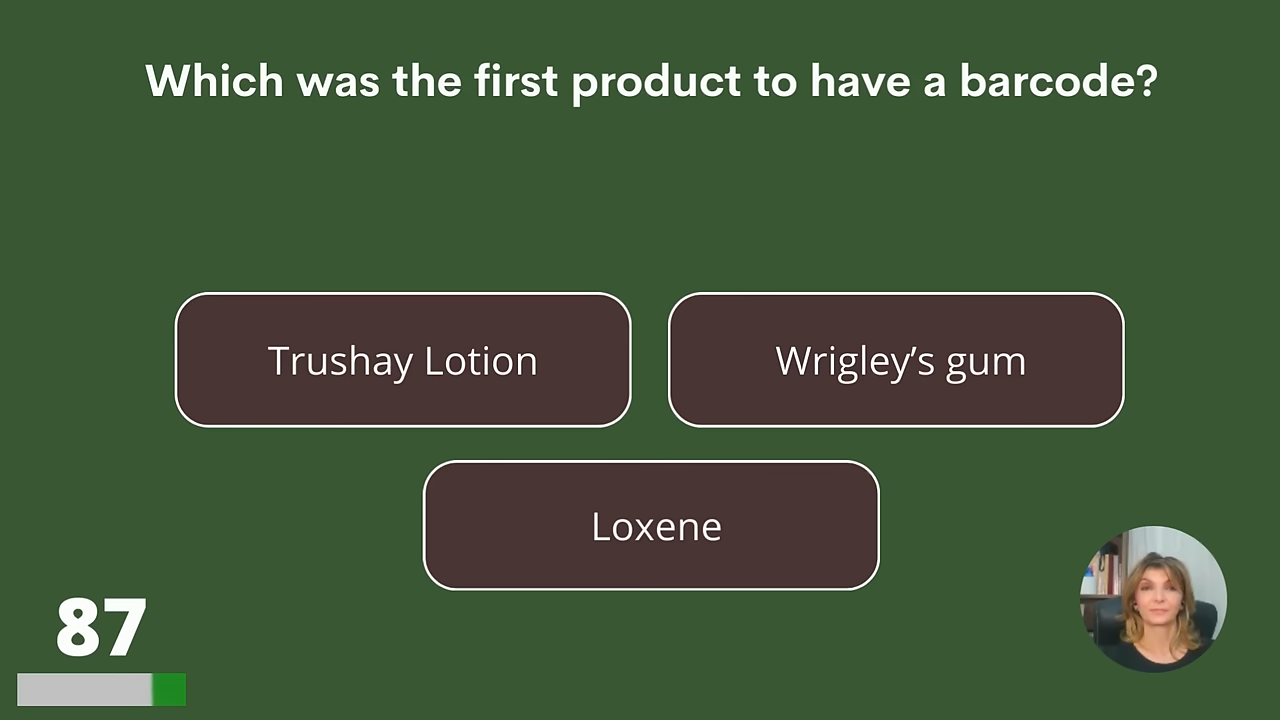 Which was the first product to have a barcode?
Trushay Lotion
Wrigley’s gum
Loxene
87